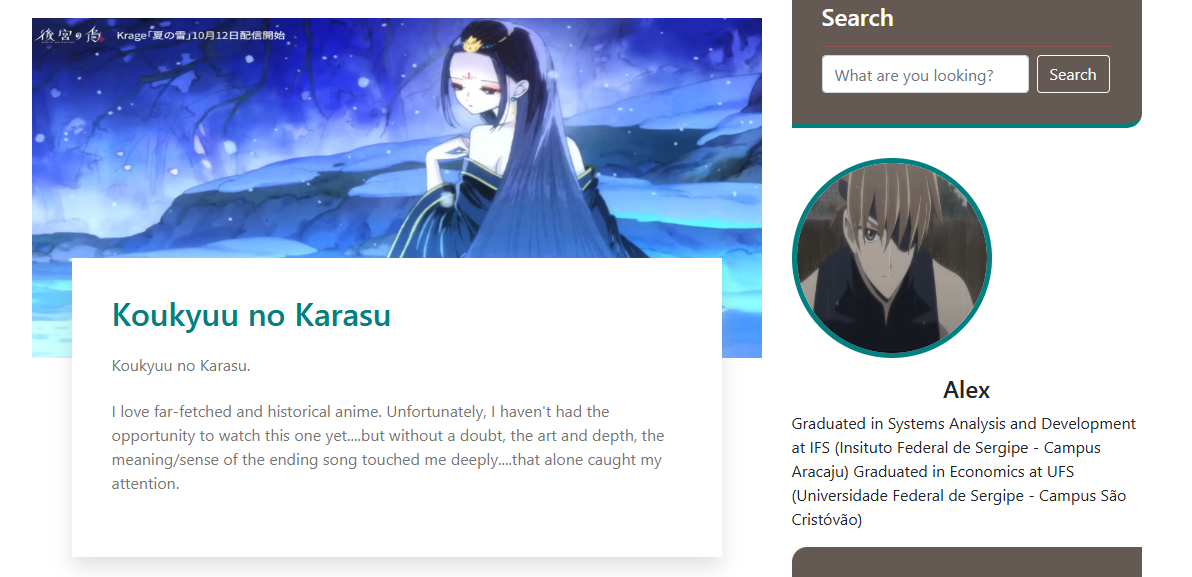 後宮の烏
Krage「夏の雪」10月12日配信開始
Koukyuu no Karasu
Koukyuu no Karasu.
I love far-fetched and historical anime. Unfortunately, I haven't had the
opportunity to watch this one yet....but without a doubt, the art and depth, the
meaning/sense of the ending song touched me deeply....that alone caught my
attention.
Search
What are you looking?
Search
Alex
Graduated in Systems Analysis and Development
at IFS (Insituto Federal de Sergipe - Campus
Aracaju) Graduated in Economics at UFS
(Universidade Federal de Sergipe - Campus São
Cristóvão)